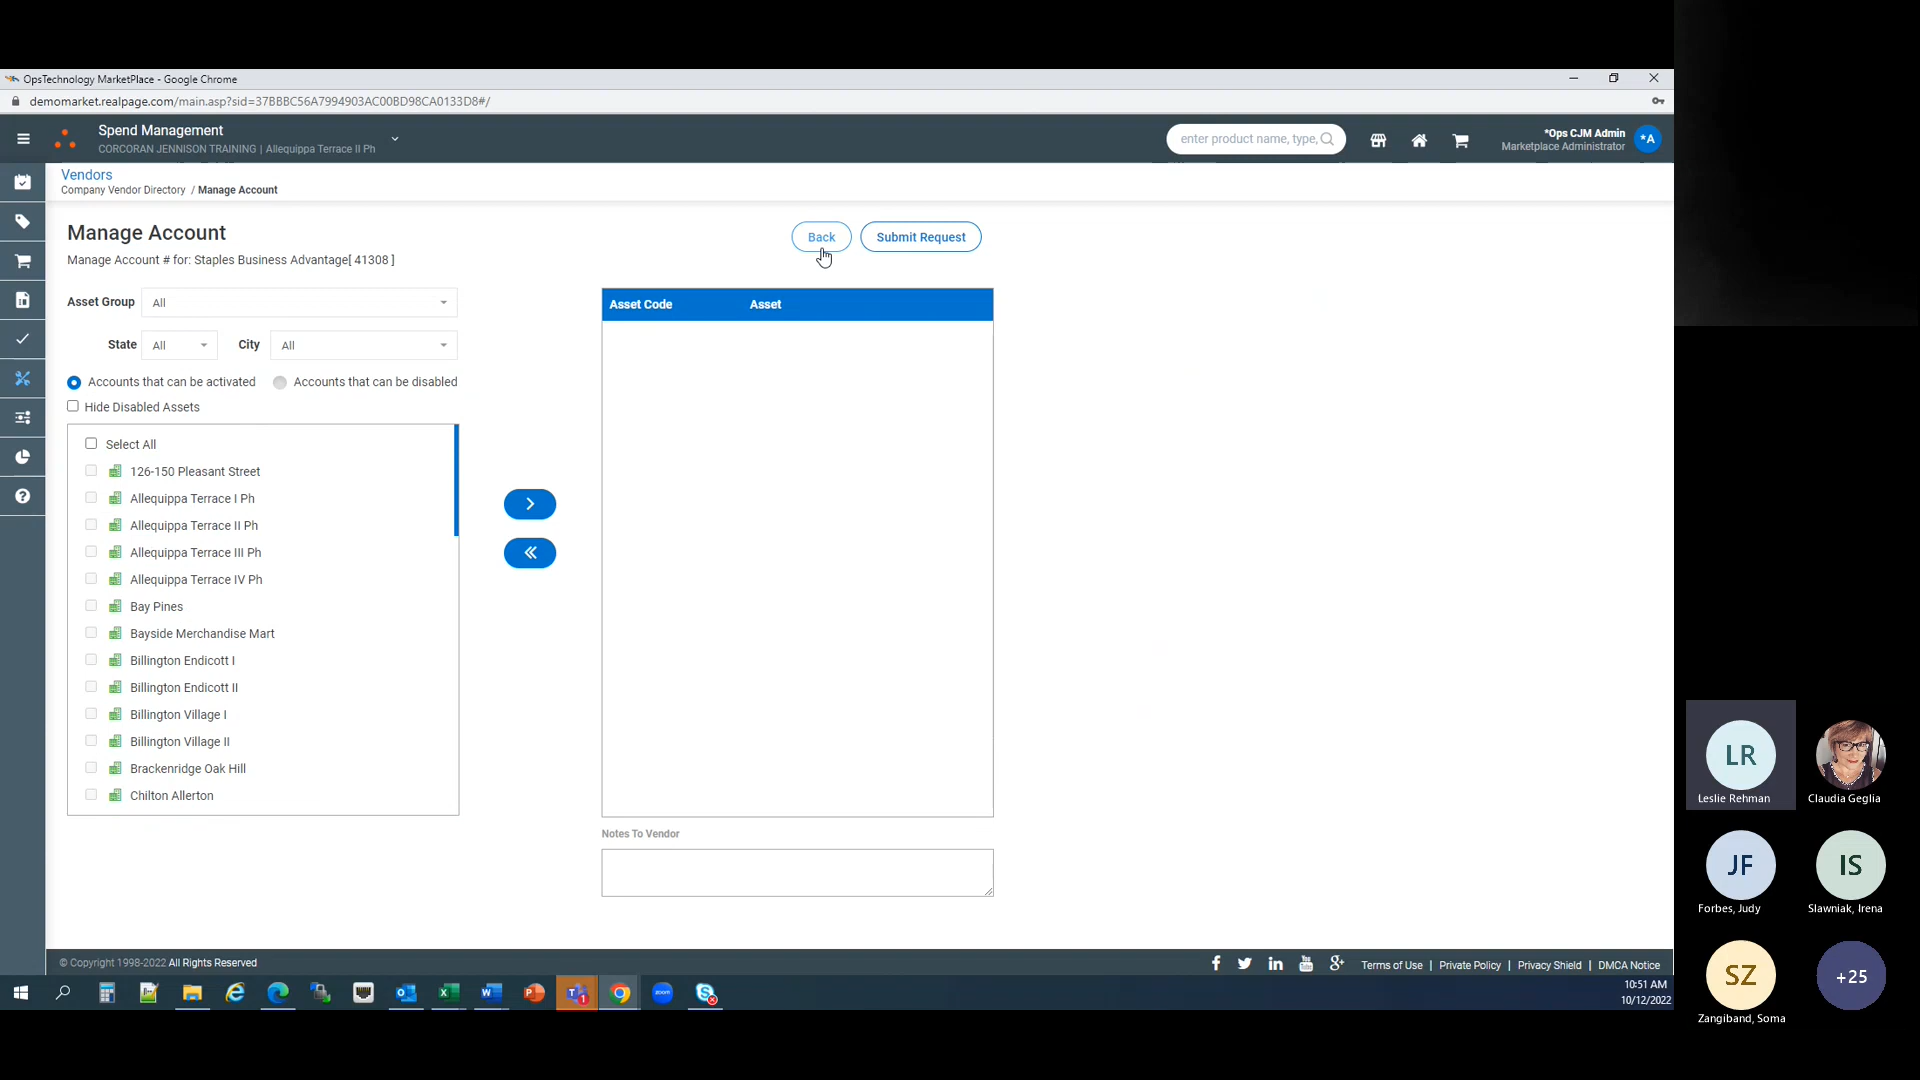 OpsTechnology MarketPlace - Google Chrome
demomarket.realpage.com/main.asp?sid=37BBBC56A7994903AC00BD98CA0133D8#/
Spend Management
CORCORAN JENNISON TRAINING | Allequippa Terrace II Ph
enter product name, type,
*Ops CJM Admin
Marketplace Administrator
*A
Vendors
Company Vendor Directory / Manage Account
Manage Account
Back
Submit Request
Manage Account # for: Staples Business Advantage[ 41308 ]
Asset Group
All
State
All
City
All
Accounts that can be activated
Accounts that can be disabled
Hide Disabled Assets
Select All
126-150 Pleasant Street
Allequippa Terrace I Ph
Allequippa Terrace II Ph
Allequippa Terrace III Ph
Allequippa Terrace IV Ph
Bay Pines
Bayside Merchandise Mart
Billington Endicott I
Billington Endicott II
Billington Village I
Billington Village II
Brackenridge Oak Hill
Chilton Allerton
Asset Code
Asset
Notes To Vendor
© Copyright 1998-2022 All Rights Reserved
Terms of Use | Private Policy | Privacy Shield | DMCA Notice
10:51 AM
10/12/2022
LR
Leslie Rehman
Claudia Geglia
JF
Forbes, Judy
IS
Slawniak, Irena
SZ
Zangiband, Soma
+25